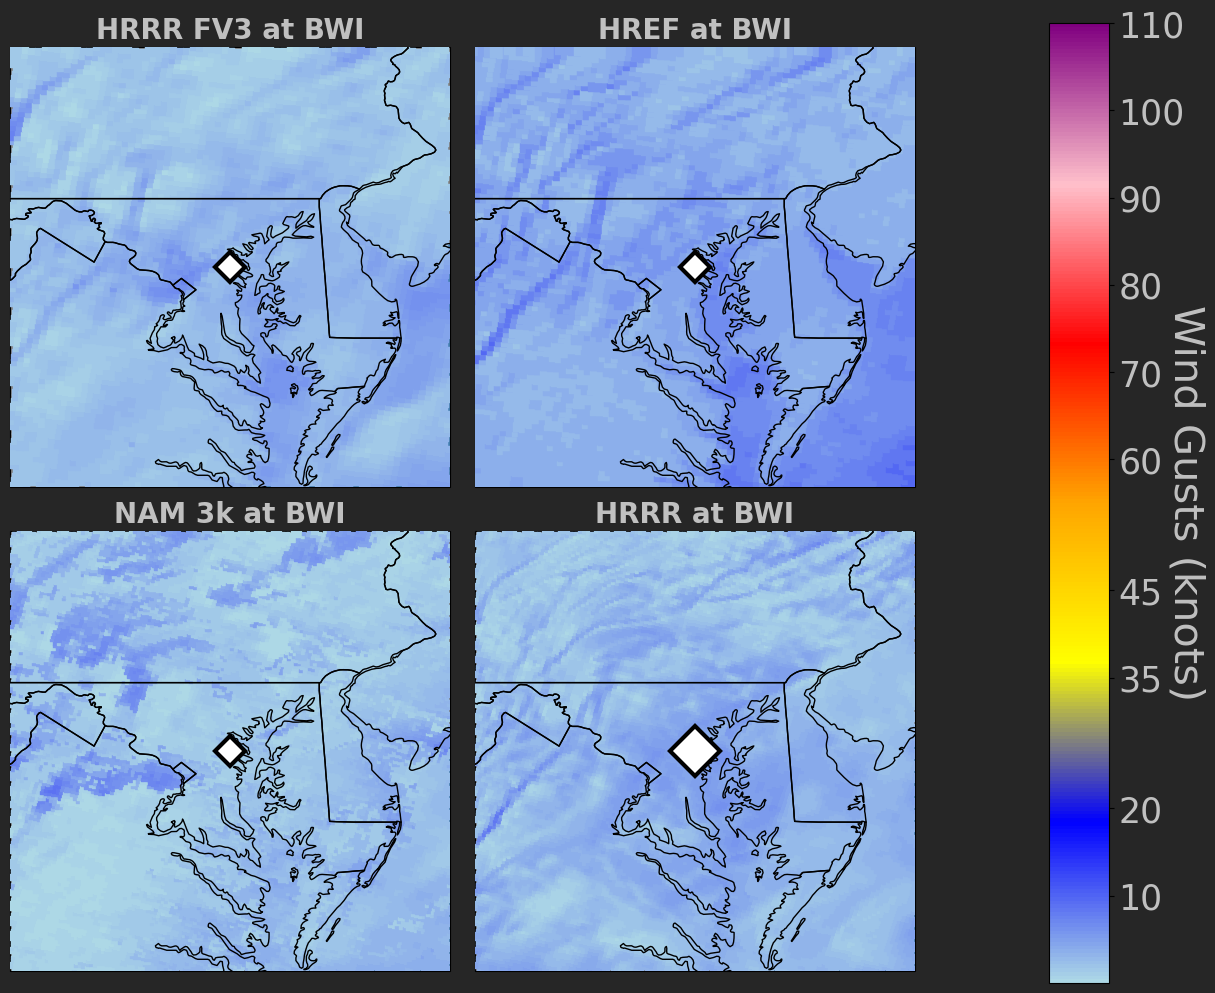 HRRR FV3 at BWI
HREF at BWI
NAM 3k at BWI
HRRR at BWI
110
100
90
80
70
60
45
35
20
10
Wind Gusts (knots)